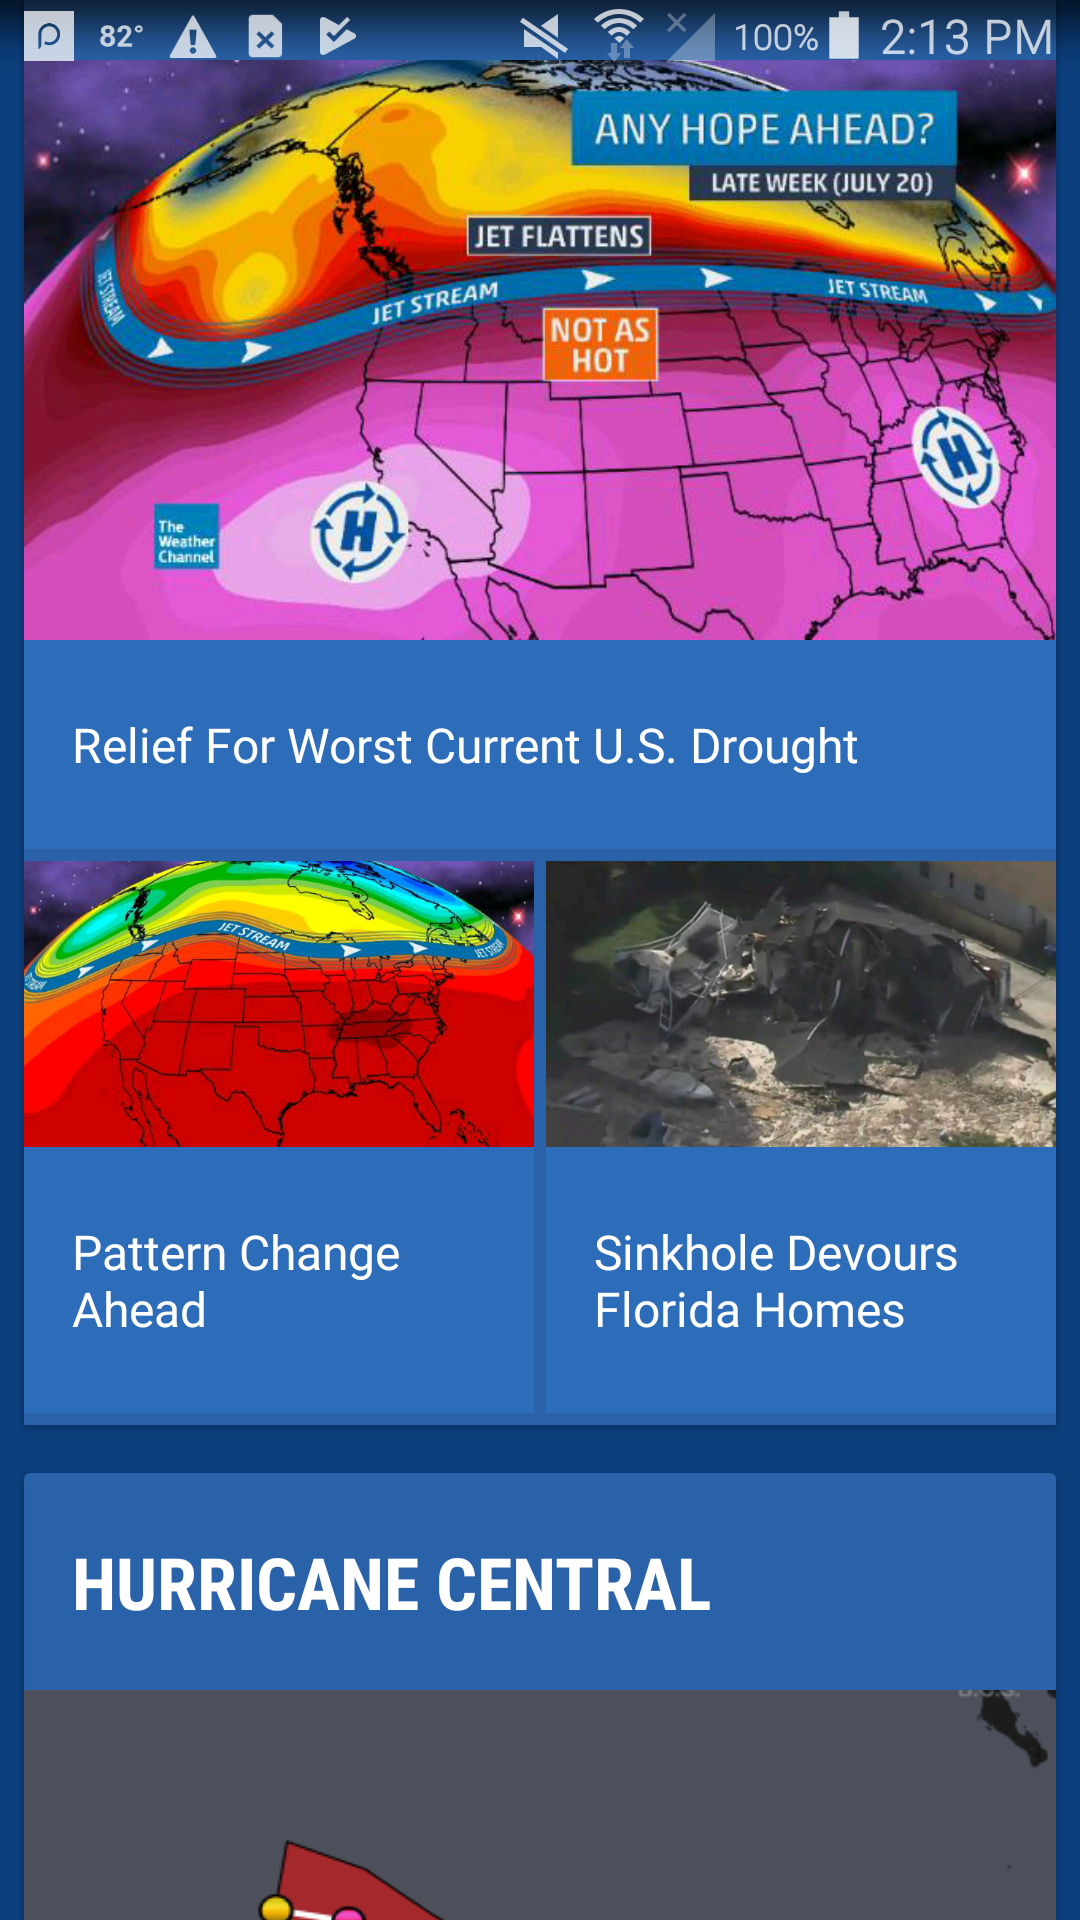 82°
100%
2:13 PM
ANY HOPE AHEAD?
LATE WEEK (JULY 20)
JET FLATTENS
JET STREAM
JET STREAM
JET STREAM
NOT AS
HOT
H
H
The
Weather
Channel
Relief For Worst Current U.S. Drought
JET STREAM
JET STREAM
JET STREAM
Pattern Change
Ahead
Sinkhole Devours
Florida Homes
HURRICANE CENTRAL